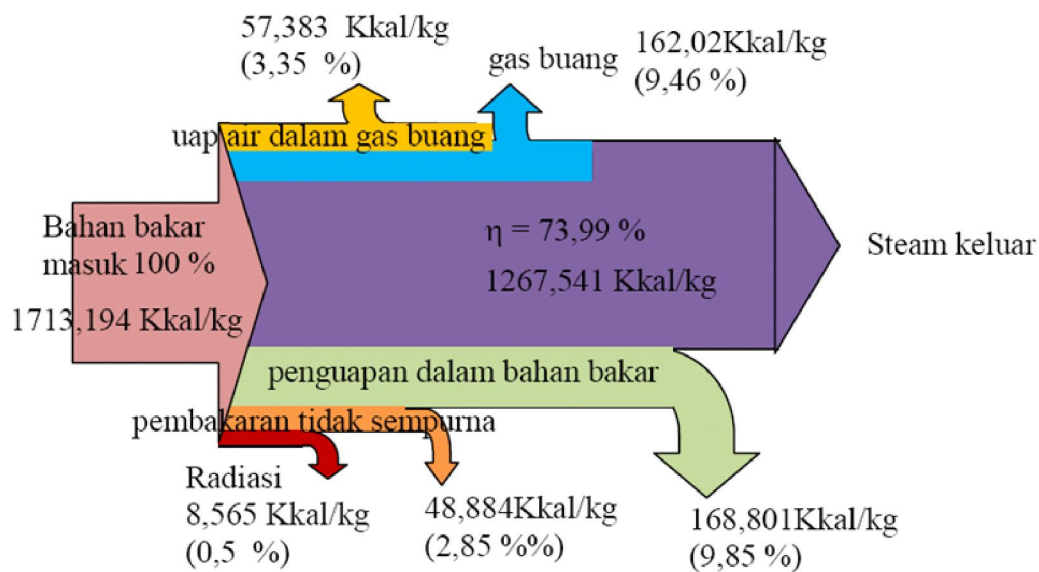 57,383 Kkal/kg
(3,35 %)
gas buang
162,02Kkal/kg
(9,46 %)
uap air dalam gas buang
Bahan bakar
masuk 100 %
1713,194 Kkal/kg
η = 73,99 %
1267,541 Kkal/kg
Steam keluar
penguapan dalam bahan bakar
pembakaran tidak sempurna
Radiasi
8,565 Kkal/kg
(0,5 %)
48,884Kkal/kg
(2,85 %%)
168,801Kkal/kg
(9,85 %)